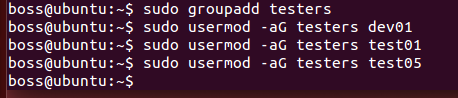 boss@ubuntu:~$ sudo groupadd testers
boss@ubuntu:~$ sudo usermod -aG testers dev01
boss@ubuntu:~$ sudo usermod -aG testers test01
boss@ubuntu:~$ sudo usermod -aG testers test05
boss@ubuntu:~$